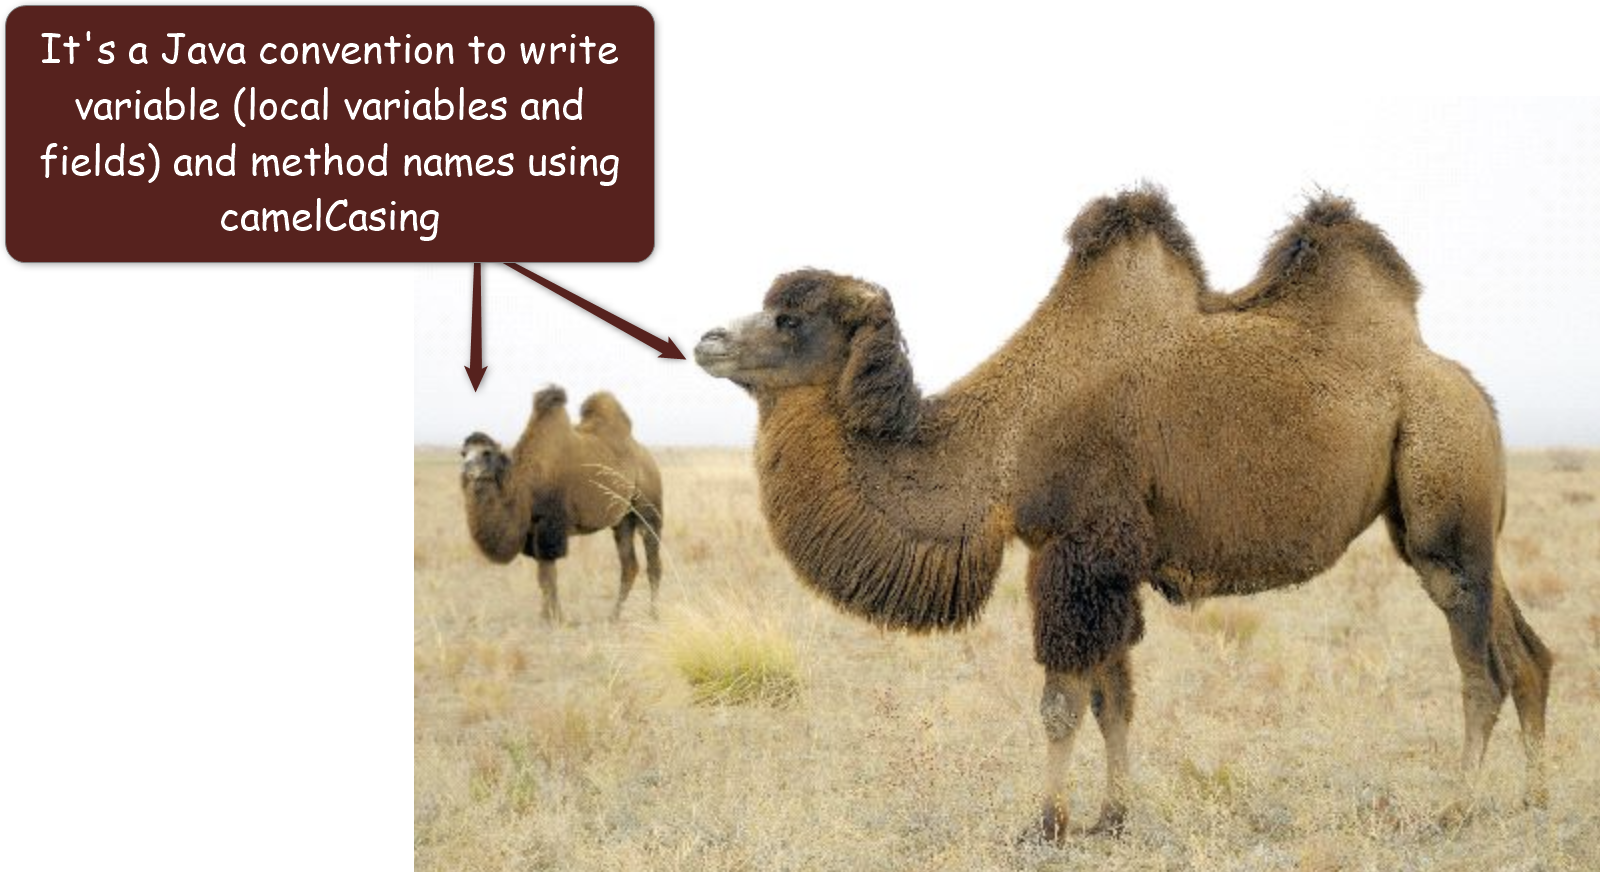 It's a Java convention to write
variable (local variables and
fields) and method names using
camelCasing